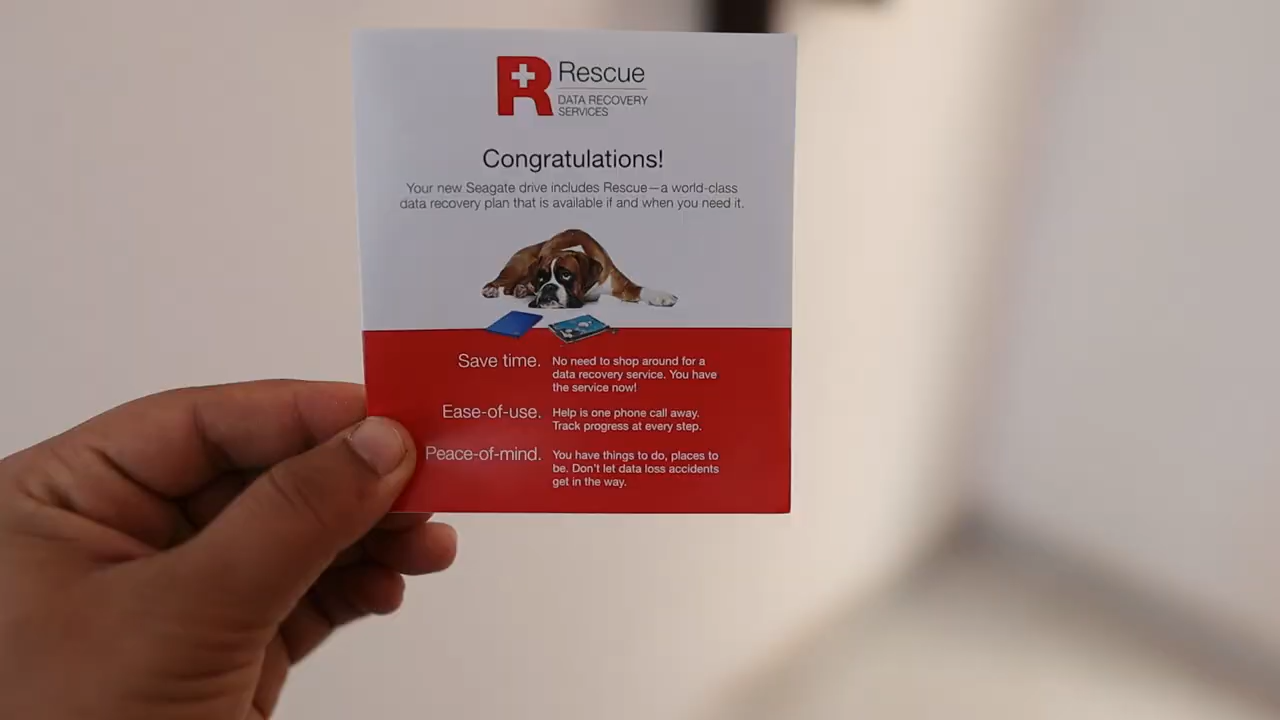 Rescue
DATA RECOVERY
SERVICES
Congratulations!
Your new Seagate drive includes Rescue—a world-class
data recovery plan that is available if and when you need it.
Save time.
No need to shop around for a
data recovery service. You have
the service now!
Ease-of-use.
Help is one phone call away.
Track progress at every step.
Peace-of-mind.
You have things to do, places to
be. Don't let data loss accidents
get in the way.